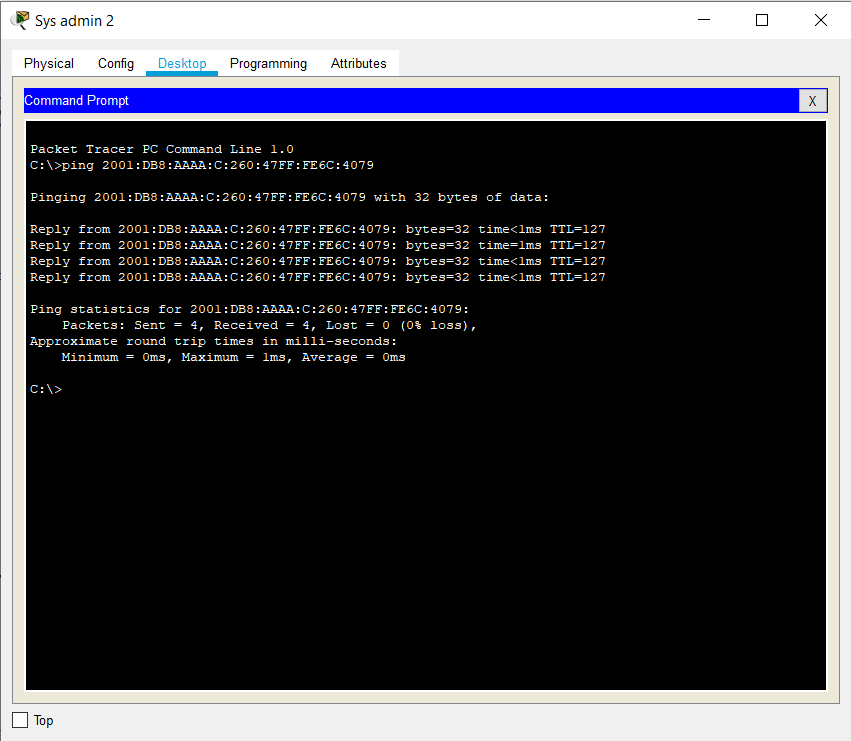 Sys admin 2
Physical Config Desktop Programming Attributes
Command Prompt
X
Packet Tracer PC Command Line 1.0
C:\>ping 2001:DB8:AAAA:C:260:47FF:FE6C:4079
Pinging 2001:DB8:AAAA:C:260:47FF:FE6C:4079 with 32 bytes of data:
Reply from 2001:DB8:AAAA:C:260:47FF:FE6C:4079: bytes=32 time<1ms TTL=127
Reply from 2001:DB8:AAAA:C:260:47FF:FE6C:4079: bytes=32 time=1ms TTL=127
Reply from 2001:DB8:AAAA:C:260:47FF:FE6C:4079: bytes=32 time<1ms TTL=127
Reply from 2001:DB8:AAAA:C:260:47FF:FE6C:4079: bytes=32 time<1ms TTL=127
Ping statistics for 2001:DB8:AAAA:C:260:47FF:FE6C:4079:
Packets: Sent = 4, Received = 4, Lost = 0 (0% loss),
Approximate round trip times in milli-seconds:
Minimum = 0ms, Maximum = 1ms, Average = 0ms
C:\>
Top